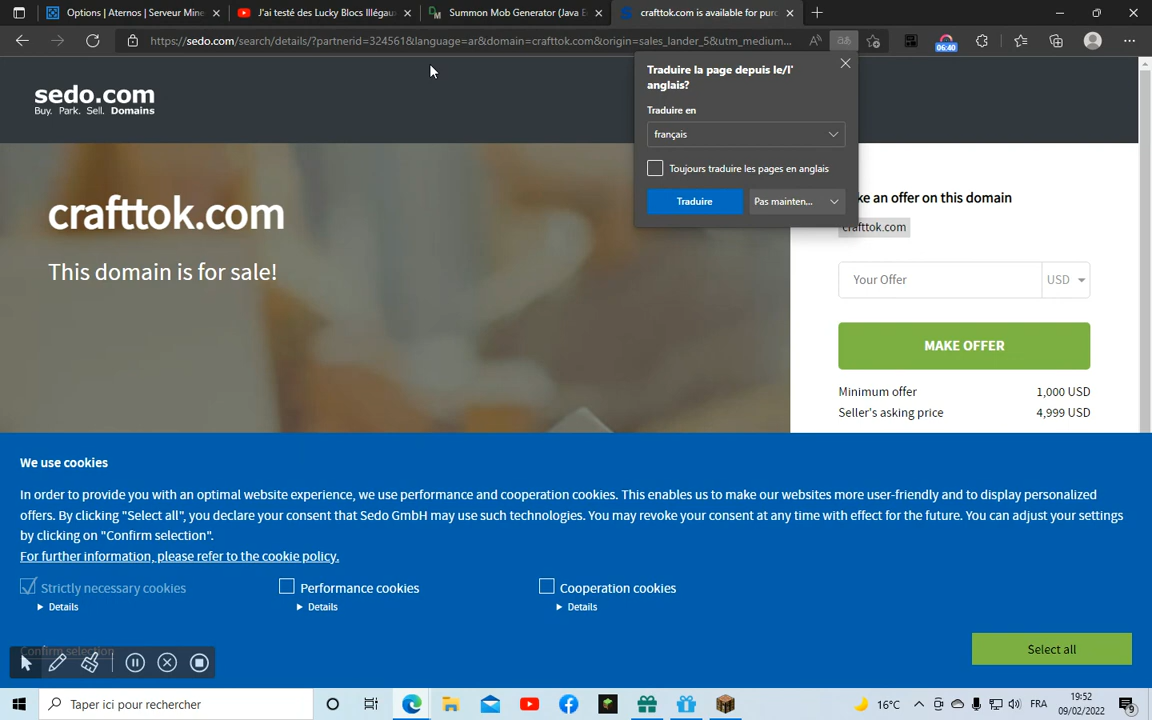 Options | Aternos | Serveur Mine
J'ai testé des Lucky Blocs Illégau
Summon Mob Generator (Java E
crafttok.com is available for purc
https://sedo.com/search/details/?partnerid=324561&language=ar&domain=crafttok.com&origin=sales_lander_5&utm_medium...
06:40
sedo.com
Buy. Park. Sell. Domains
Traduire la page depuis le/l'
anglais?
Traduire en
français
Toujours traduire les pages en anglais
Traduire
Pas mainten...
crafttok.com
This domain is for sale!
ke an offer on this domain
crafttok.com
Your Offer
USD
MAKE OFFER
Minimum offer 1,000 USD
Seller's asking price 4,999 USD
We use cookies
In order to provide you with an optimal website experience, we use performance and cooperation cookies. This enables us to make our websites more user-friendly and to display personalized
offers. By clicking "Select all", you declare your consent that Sedo GmbH may use such technologies. You may revoke your consent at any time with effect for the future. You can adjust your settings
by clicking on "Confirm selection".
For further information, please refer to the cookie policy.
Strictly necessary cookies
Details
Performance cookies
Details
Cooperation cookies
Details
Confirm selection
Select all
Taper ici pour rechercher
16°C
FRA
19:52
09/02/2022
9